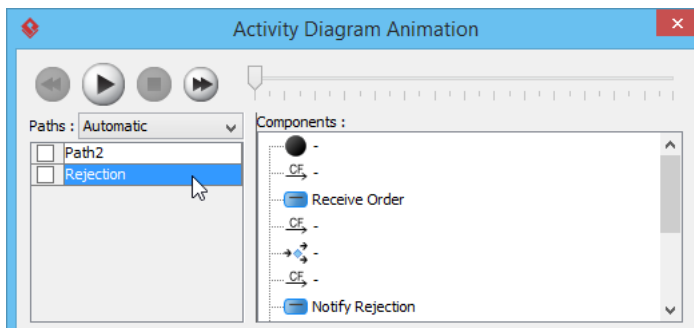 Activity Diagram Animation
Paths : Automatic
Path2
Rejection
Components :
-
CF -
Receive Order
CF -
-
CF -
Notify Rejection